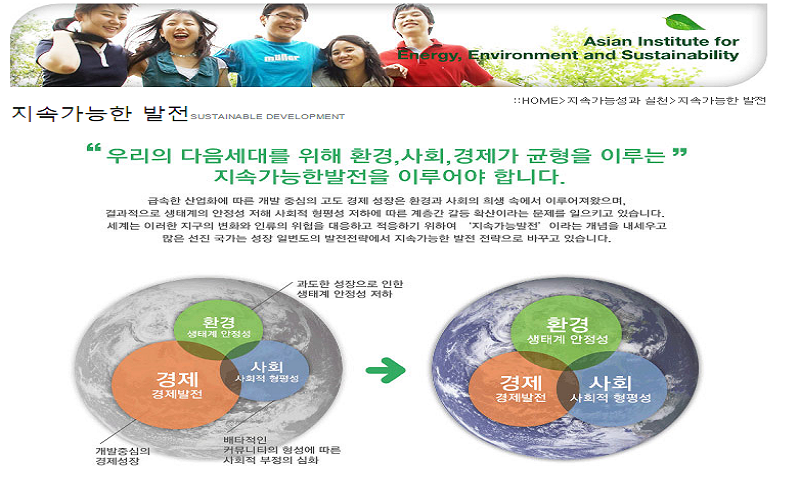 müller
Asian Institute for
Energy, Environment and Sustainability
::HOME>지속가능성과 실천>지속가능한 발전
지속가능한 발전 SUSTAINABLE DEVELOPMENT
“ 우리의 다음세대를 위해 환경,사회,경제가 균형을 이루는 ”
지속가능한발전을 이루어야 합니다.
급속한 산업화에 따른 개발 중심의 고도 경제 성장은 환경과 사회의 희생 속에서 이루어져왔으며,
결과적으로 생태계의 안정성 저해 사회적 형평성 저하에 따른 계층간 갈등 확산이라는 문제를 일으키고 있습니다.
세계는 이러한 지구의 변화와 인류의 위협을 대응하고 적응하기 위하여 ‘지속가능발전’ 이라는 개념을 내세우고
많은 선진 국가는 성장 일변도의 발전전략에서 지속가능한 발전 전략으로 바꾸고 있습니다.
과도한 성장으로 인한
생태계 안정성 저하
환경
생태계 안정성
경제
경제발전
사회
사회적 형평성
개발중심의
경제성장
배타적인
커뮤니티의 형성에 따른
사회적 부정의 심화
환경
생태계 안정성
경제
경제발전
사회
사회적 형평성